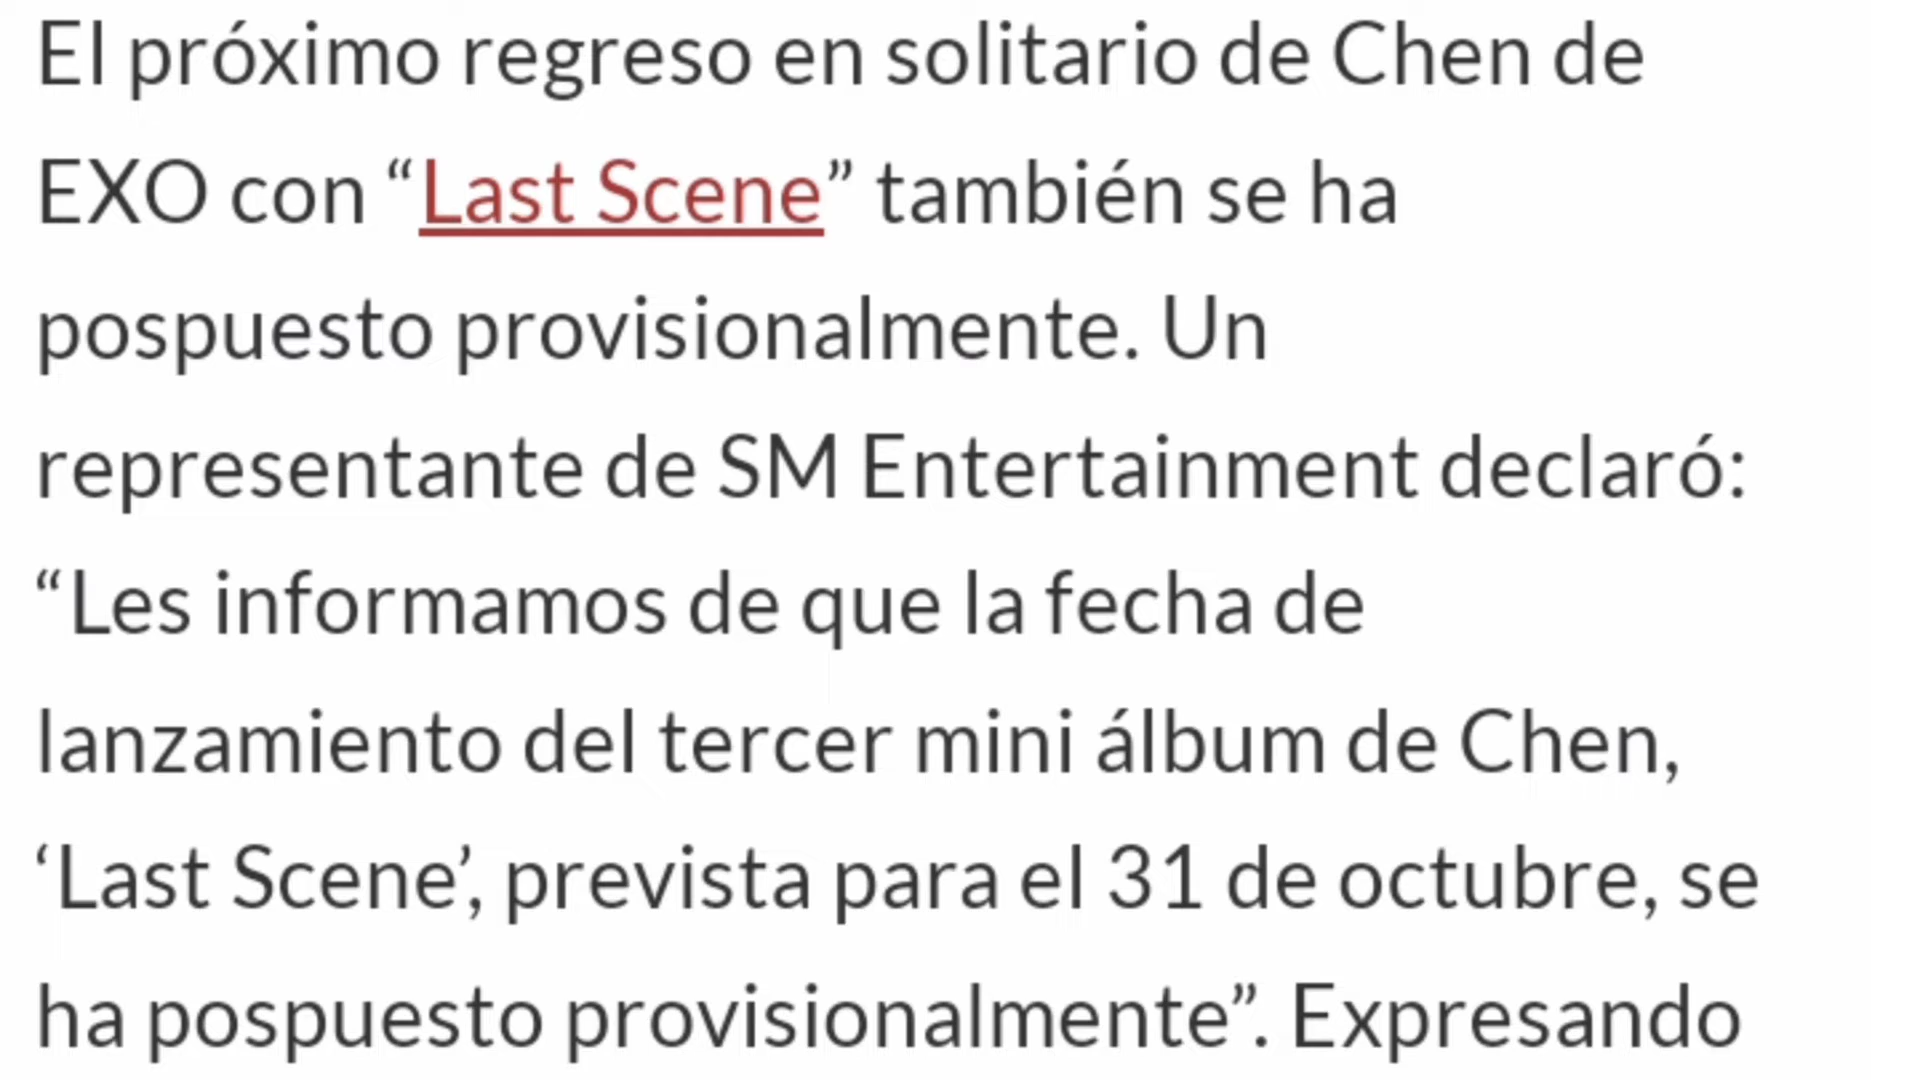 El próximo regreso en solitario de Chen de
EXO con “Last Scene” también se ha
pospuesto provisionalmente. Un
representante de SM Entertainment declaró:
“Les informamos de que la fecha de
lanzamiento del tercer mini álbum de Chen,
‘Last Scene’, prevista para el 31 de octubre, se
ha pospuesto provisionalmente”. Expresando